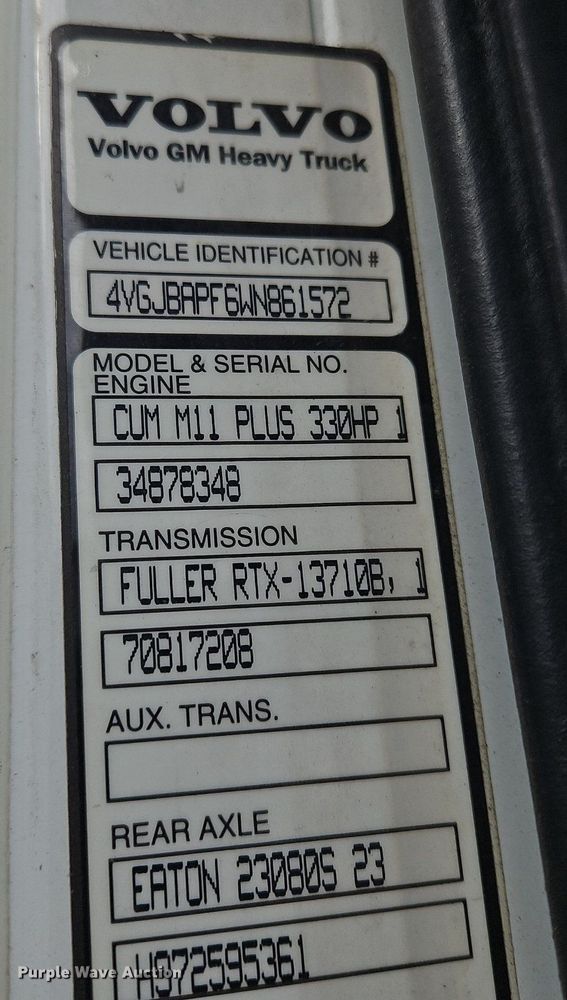 VOLVO
Volvo GM Heavy Truck
VEHICLE IDENTIFICATION #
4VGJBAPF6WN861572
MODEL & SERIAL NO.
ENGINE
CUM M11 PLUS 330HP 1
34878348
TRANSMISSION
FULLER RTX-13710B, 1
70817208
AUX. TRANS.
REAR AXLE
EATON 23080S 23
H972595361
Purple Wave Auction